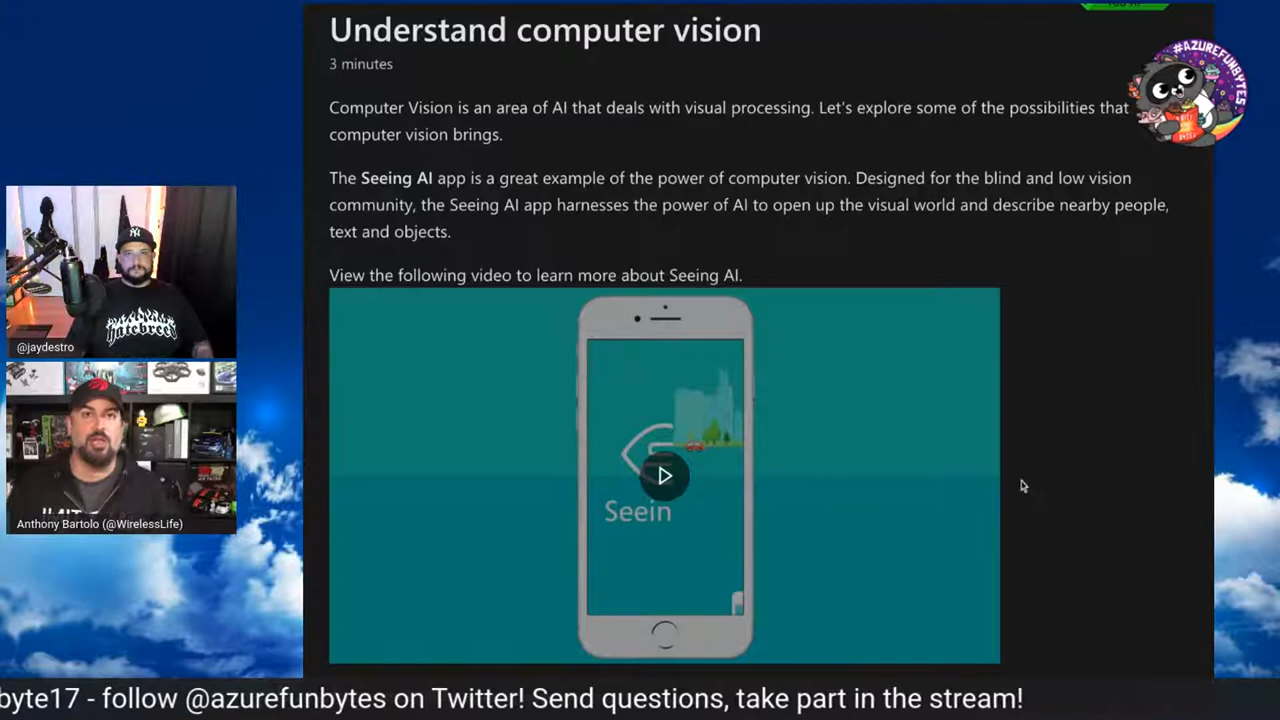 Understand computer vision
3 minutes
Computer Vision is an area of AI that deals with visual processing. Let's explore some of the possibilities that
computer vision brings.
The Seeing AI app is a great example of the power of computer vision. Designed for the blind and low vision
community, the Seeing AI app harnesses the power of AI to open up the visual world and describe nearby people,
text and objects.
View the following video to learn more about Seeing AI.
Seein
#AZUREFUNBYTES
hatebreed
@jaydestro
Anthony Bartolo (@WirelessLife)
byte17 - follow @azurefunbytes on Twitter! Send questions, take part in the stream!